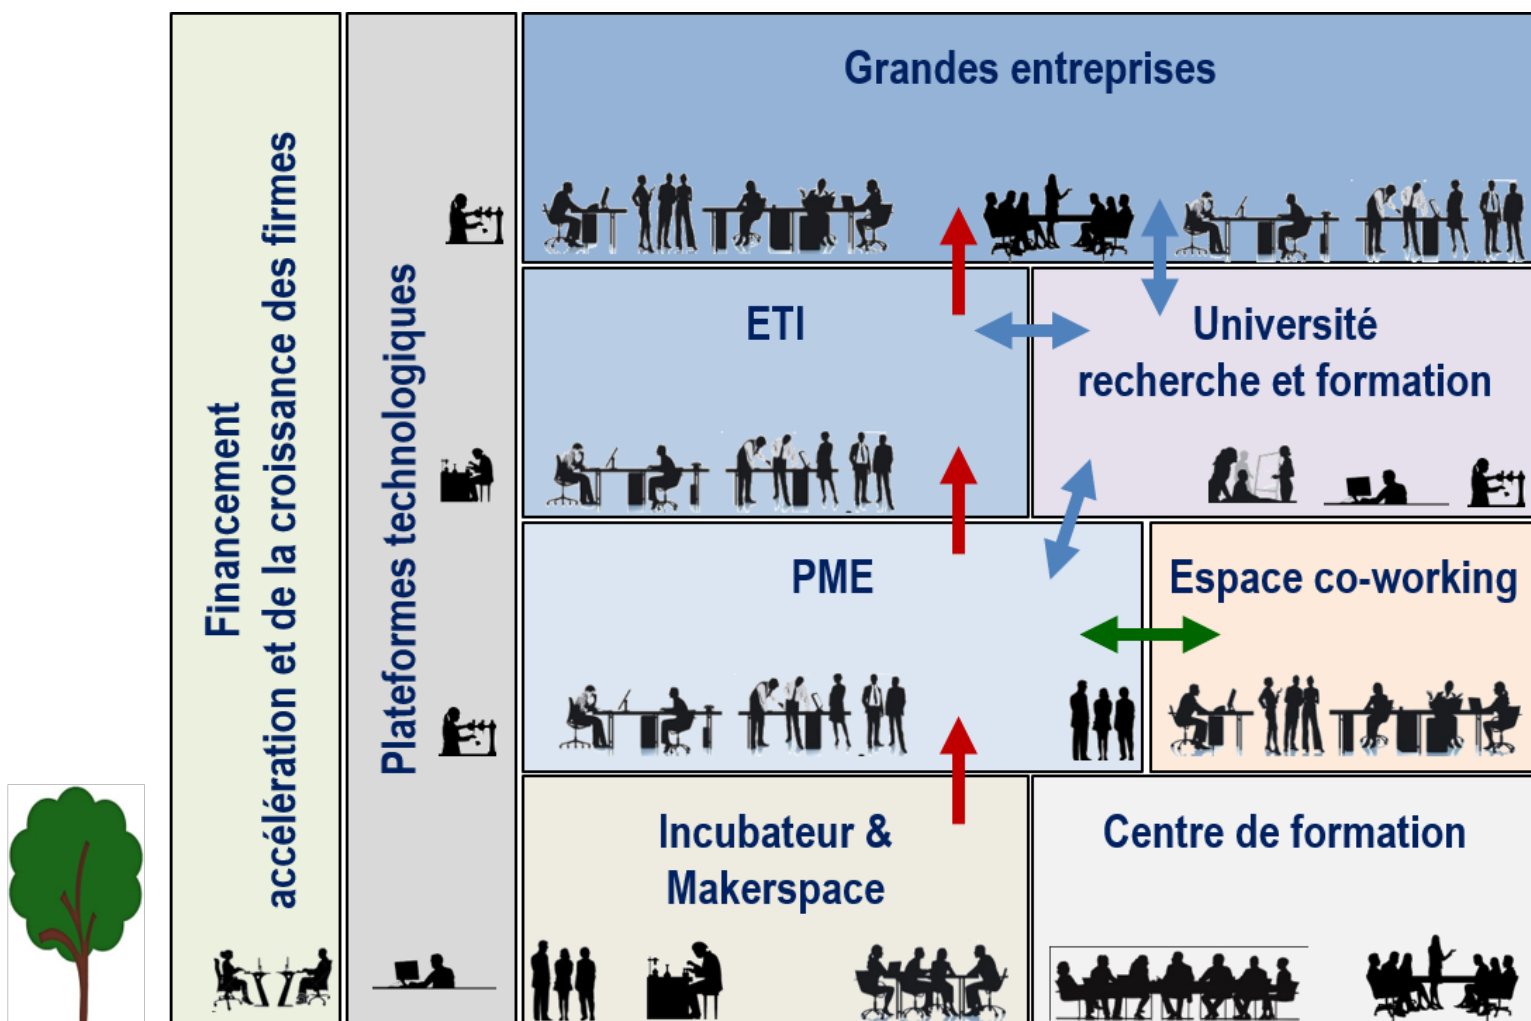 Financement
accélération et de la croissance des firmes
Plateformes technologiques
Grandes entreprises
ETI
Université
recherche et formation
PME
Espace co-working
Incubateur &
Makerspace
Centre de formation